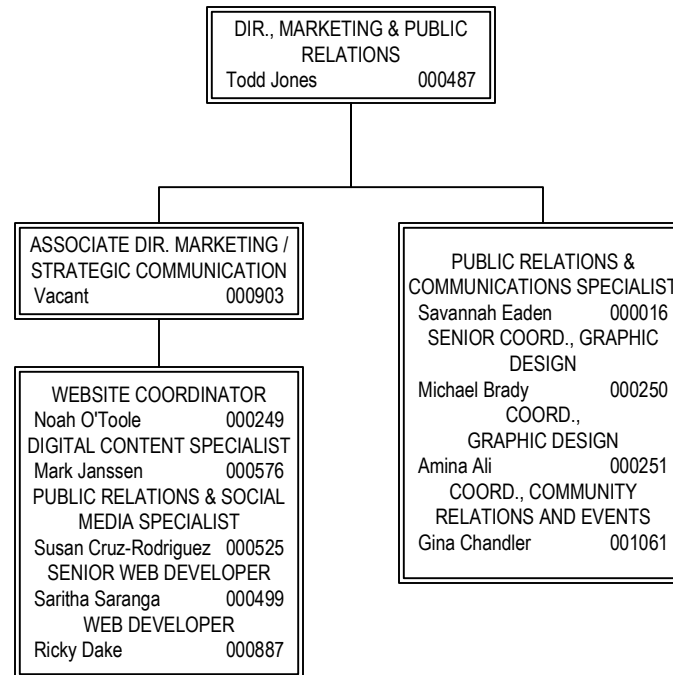 DIR., MARKETING & PUBLIC
RELATIONS
Todd Jones 000487
ASSOCIATE DIR. MARKETING /
STRATEGIC COMMUNICATION
Vacant 000903
WEBSITE COORDINATOR
Noah O'Toole 000249
DIGITAL CONTENT SPECIALIST
Mark Janssen 000576
PUBLIC RELATIONS & SOCIAL
MEDIA SPECIALIST
Susan Cruz-Rodriguez 000525
SENIOR WEB DEVELOPER
Saritha Saranga 000499
WEB DEVELOPER
Ricky Dake 000887
PUBLIC RELATIONS &
COMMUNICATIONS SPECIALIST
Savannah Eaden 000016
SENIOR COORD., GRAPHIC
DESIGN
Michael Brady 000250
COORD.,
GRAPHIC DESIGN
Amina Ali 000251
COORD., COMMUNITY
RELATIONS AND EVENTS
Gina Chandler 001061